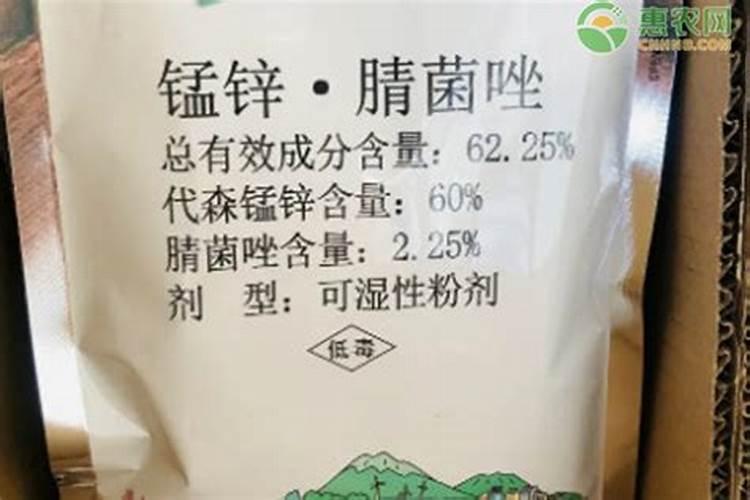 惠农网
CNHNB.COM
锰锌·腈菌唑
总有效成分含量：62.25%
代森锰锌含量：60%
腈菌唑含量：2.25%
剂 型：可湿性粉剂
低毒